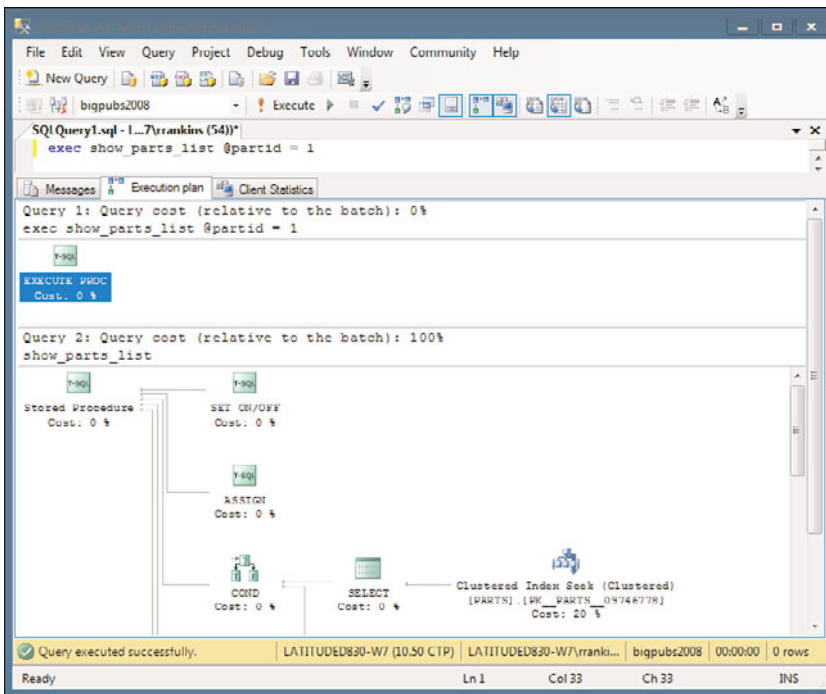 File Edit View Query Project Debug Tools Window Community Help
New Query
bigpubs2008 Execute
SQLQuery1.sql - L...7\rrankins (54))*
exec show_parts_list @partid = 1
Messages Execution plan Client Statistics
Query 1: Query cost (relative to the batch): 0%
exec show_parts_list @partid = 1
T-SQL
EXECUTE PROC
Cost: 0 %
Query 2: Query cost (relative to the batch): 100%
show_parts_list
T-SQL T-SQL
Stored Procedure SET ON/OFF
Cost: 0 % Cost: 0 %
T-SQL
ASSIGN
Cost: 0 %
COND SELECT Clustered Index Seek (Clustered)
Cost: 0 % Cost: 0 % [PARTS].[PK__PARTS__09746778]
Cost: 20 %
Query executed successfully. LATITUDED830-W7 (10.50 CTP) LATITUDED830-W7\rranki... bigpubs2008 00:00:00 0 rows
Ready Ln 1 Col 33 Ch 33 INS